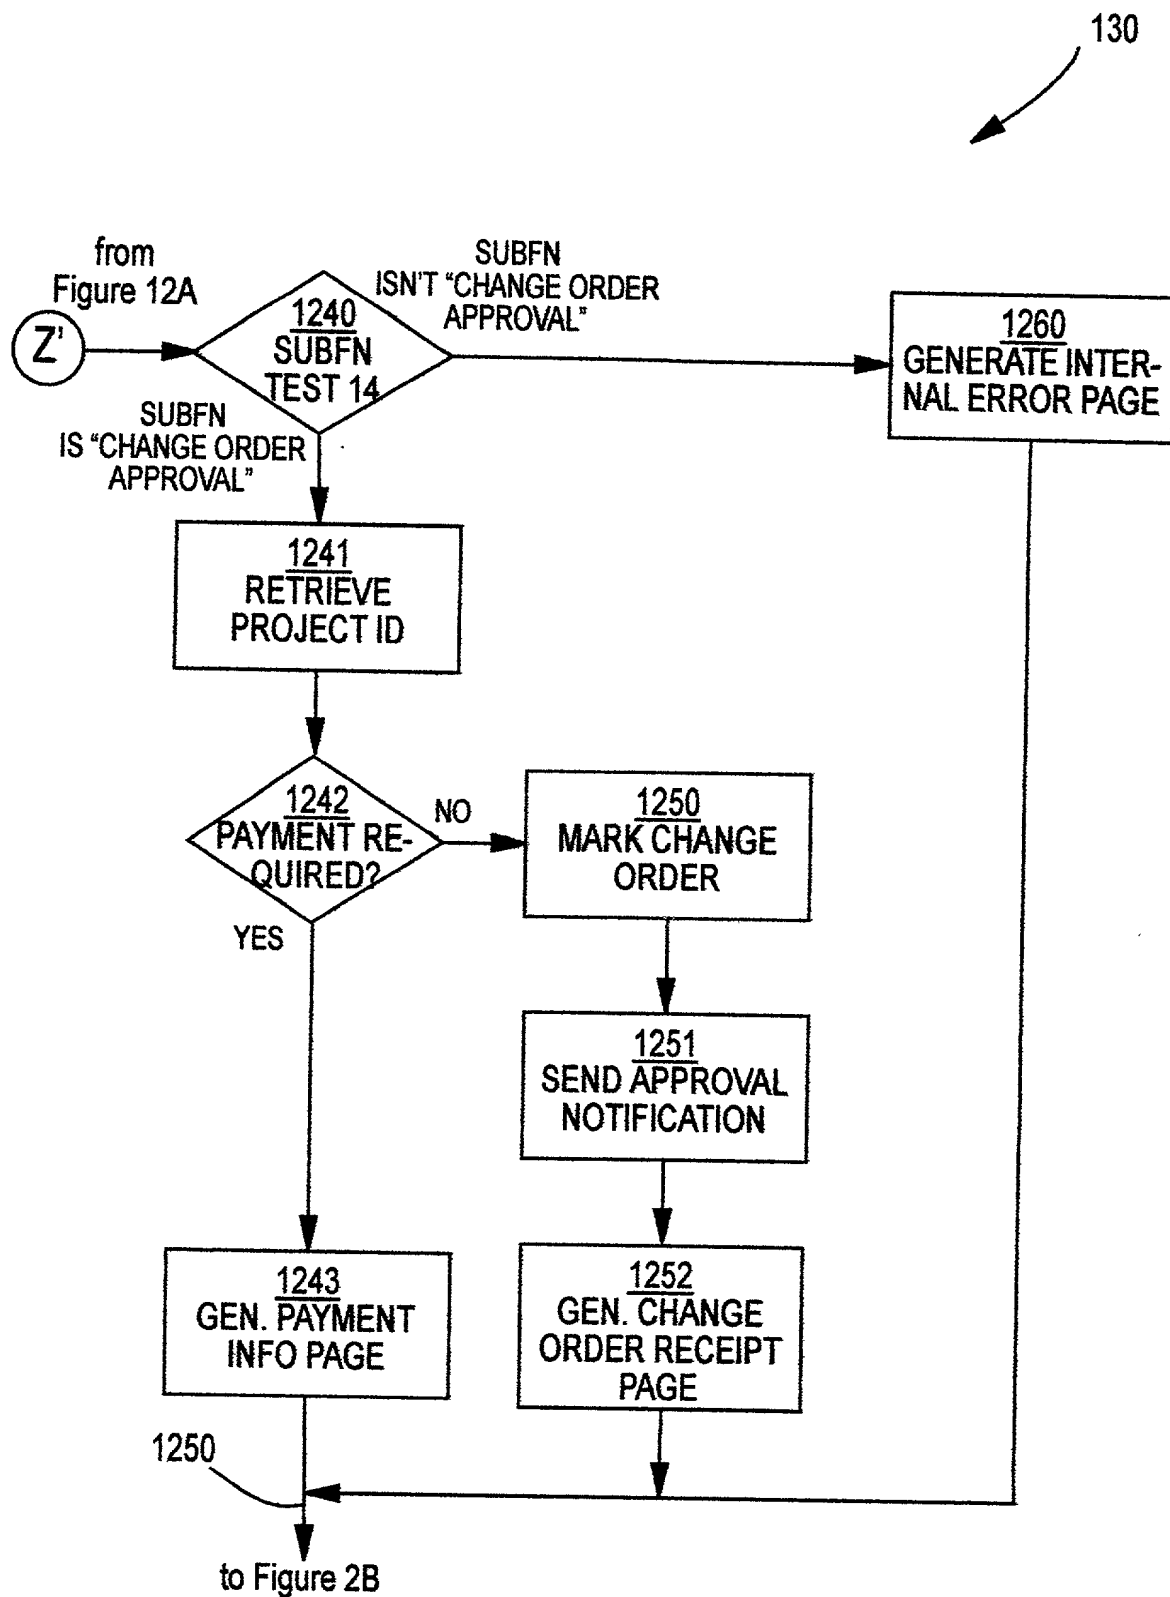 130
from
Figure 12A
Z'
1240
SUBFN
TEST 14
SUBFN
ISN'T “CHANGE ORDER
APPROVAL”
1260
GENERATE INTER-
NAL ERROR PAGE
SUBFN
IS “CHANGE ORDER
APPROVAL”
1241
RETRIEVE
PROJECT ID
1242
PAYMENT RE-
QUIRED?
NO
YES
1250
MARK CHANGE
ORDER
1251
SEND APPROVAL
NOTIFICATION
1243
GEN. PAYMENT
INFO PAGE
1252
GEN. CHANGE
ORDER RECEIPT
PAGE
1250
to Figure 2B